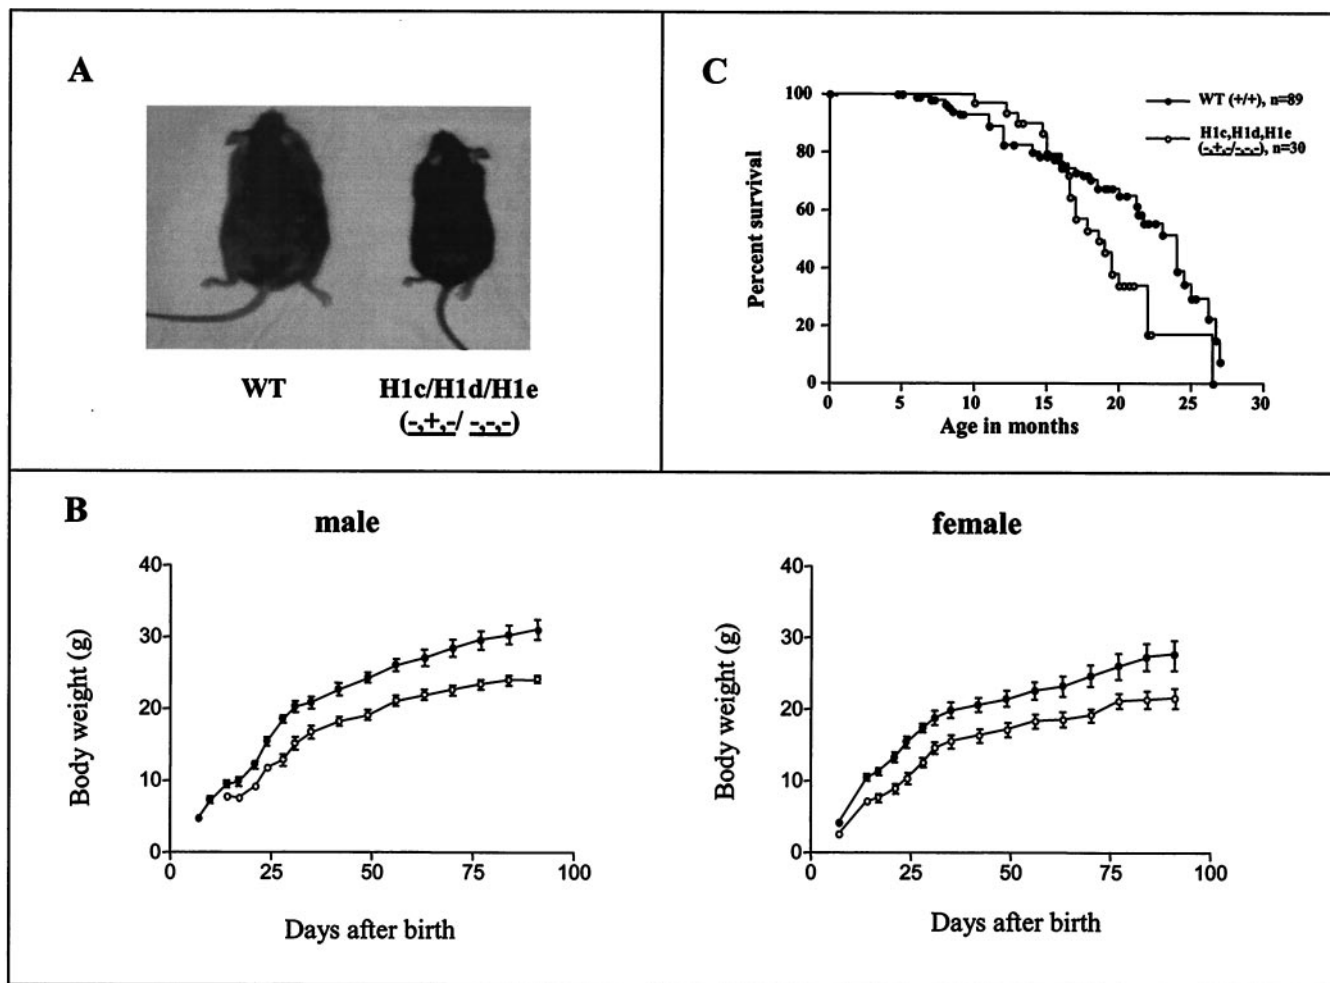 A
WT
H1c/H1d/H1e
(-,+,-/ -,-,-)
C
100
80
60
40
20
0
Percent survival
0
5
10
15
20
25
30
Age in months
WT (+/+), n=89
H1c,H1d,H1e
(-,+,-/-,-,-), n=30
B
male
40
30
20
10
0
Body weight (g)
0
25
50
75
100
Days after birth
female
40
30
20
10
0
Body weight (g)
0
25
50
75
100
Days after birth